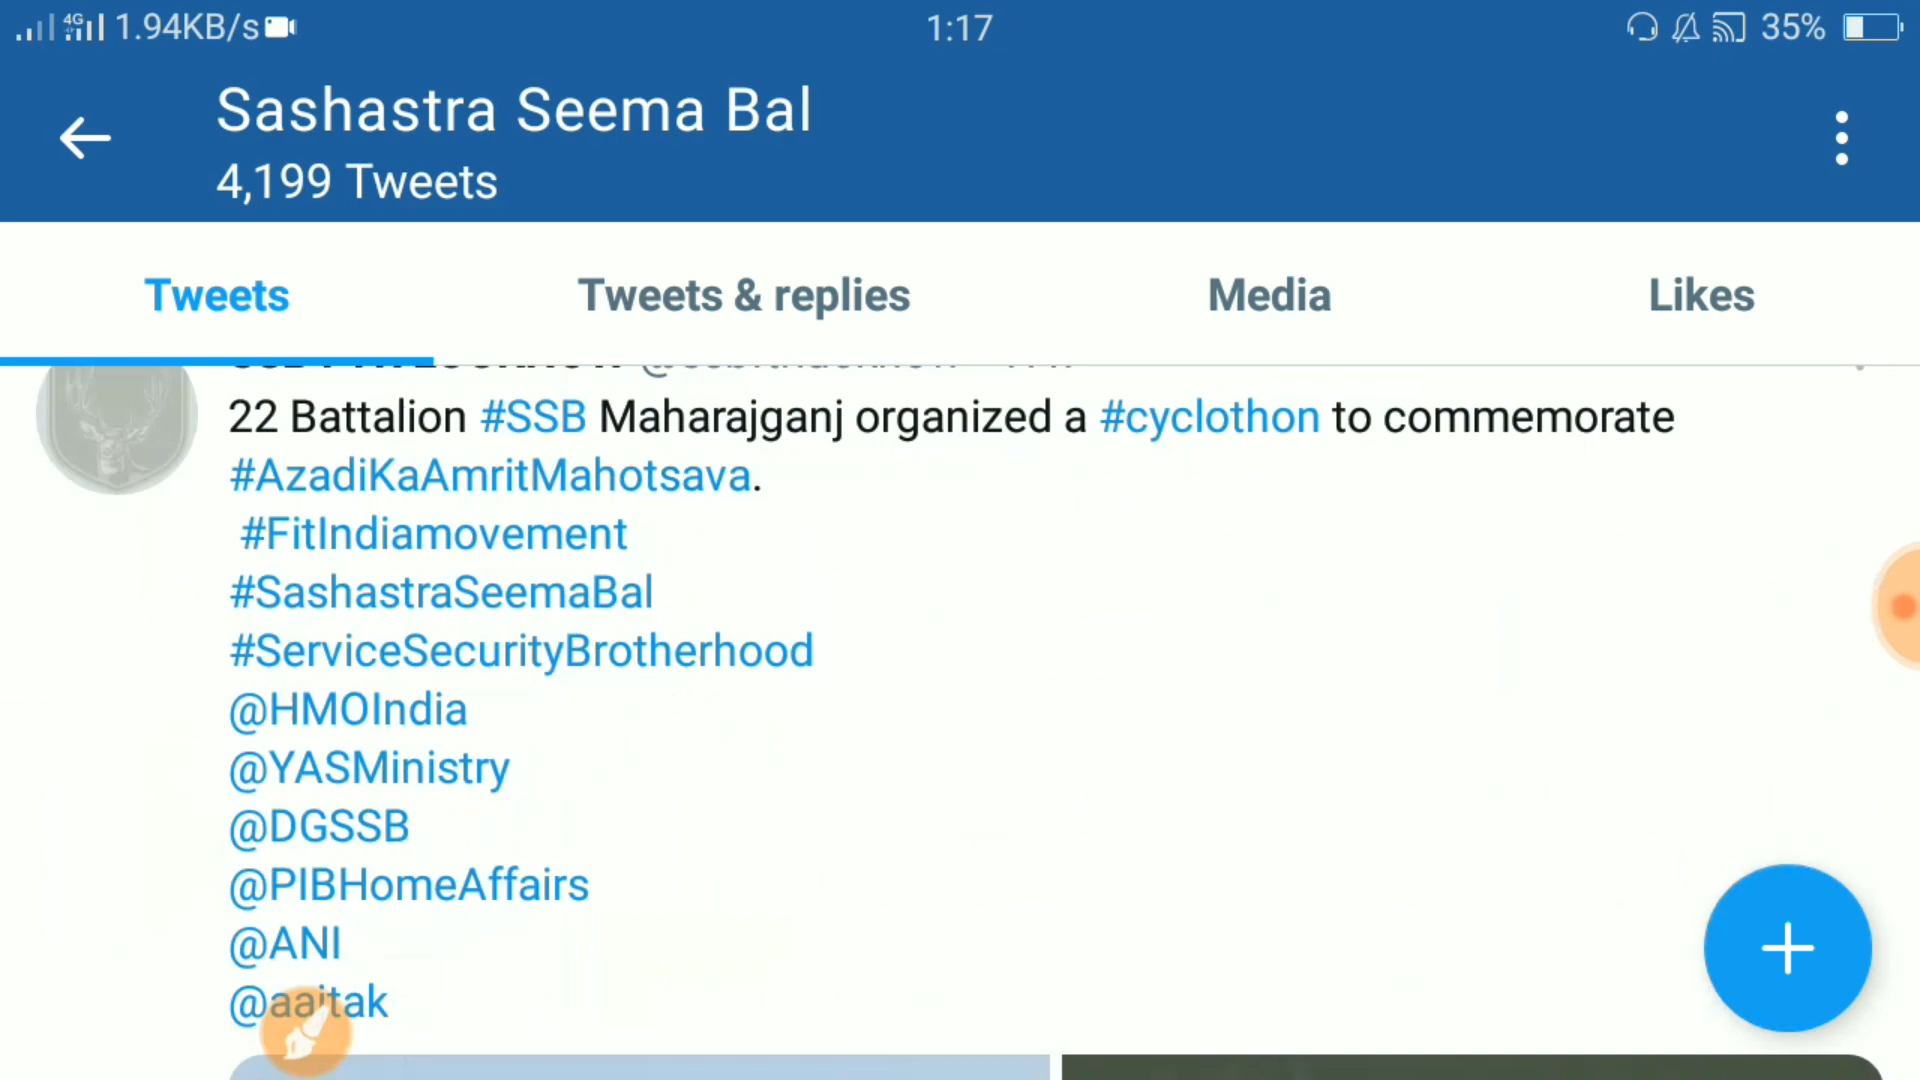 4G 1.94KB/s 1:17 35%
Sashastra Seema Bal
4,199 Tweets
Tweets Tweets & replies Media Likes
22 Battalion #SSB Maharajganj organized a #cyclothon to commemorate
#AzadiKaAmritMahotsava.
#FitIndiamovement
#SashastraSeemaBal
#ServiceSecurityBrotherhood
@HMOIndia
@YASMinistry
@DGSSB
@PIBHomeAffairs
@ANI
@aajtak